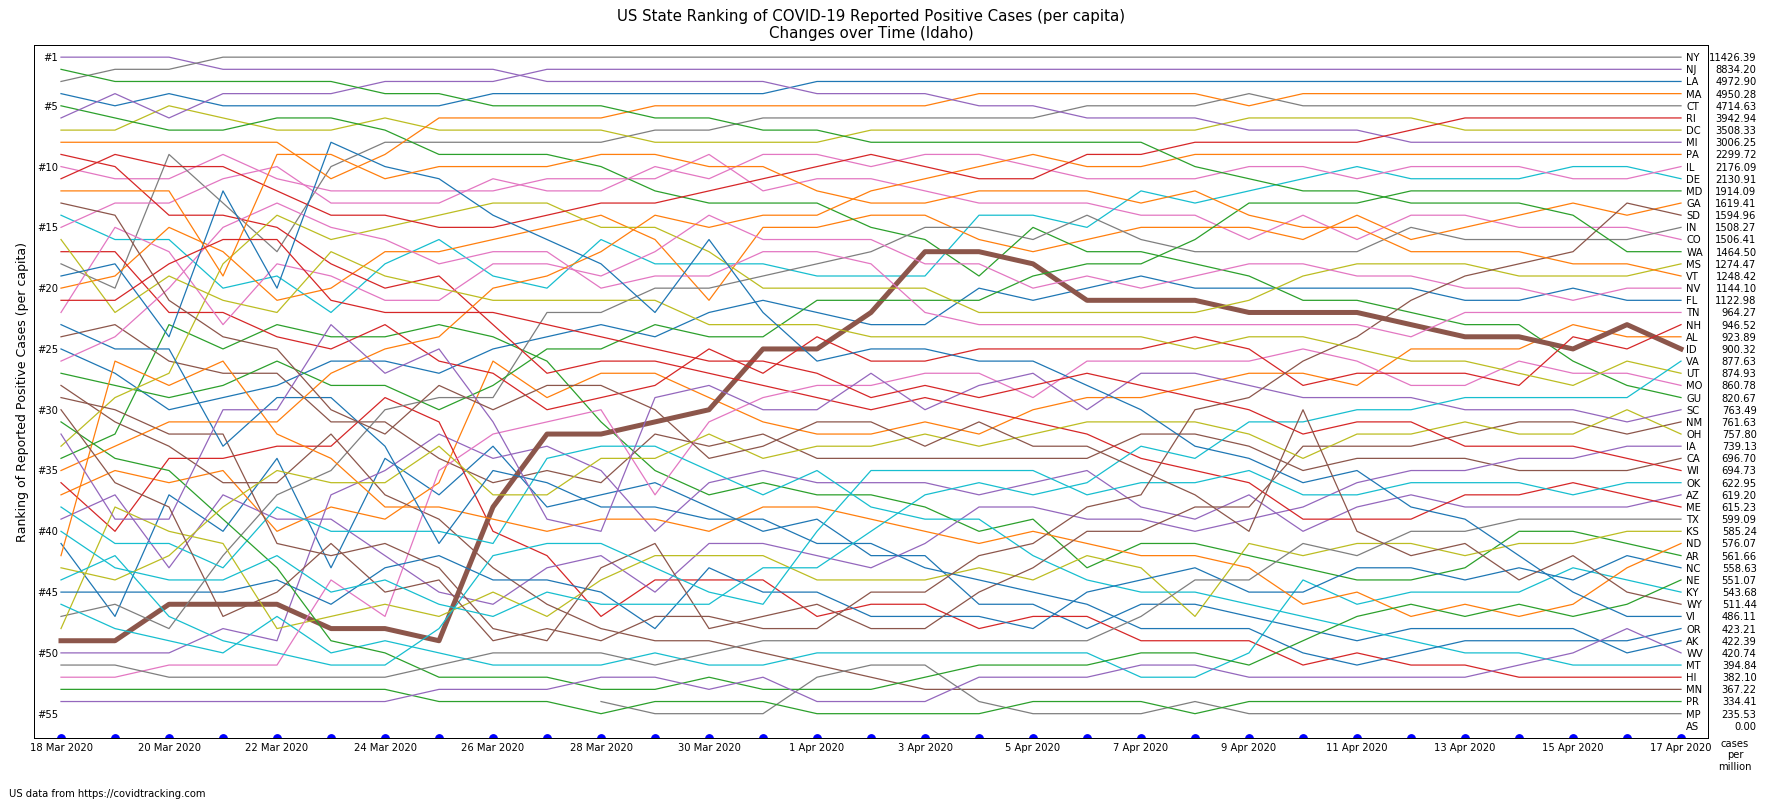 US State Ranking of COVID-19 Reported Positive Cases (per capita)
Changes over Time (Idaho)
Ranking of Reported Positive Cases (per capita)
#1
#5
#10
#15
#20
#25
#30
#35
#40
#45
#50
#55
NY 11426.39
NJ 8834.20
LA 4972.90
MA 4950.28
CT 4714.63
RI 3942.94
DC 3508.33
MI 3006.25
PA 2299.72
IL 2176.09
DE 2130.91
MD 1914.09
GA 1619.41
SD 1594.96
IN 1508.27
CO 1506.41
WA 1464.50
MS 1274.47
VT 1248.42
NV 1144.10
FL 1122.98
TN 964.27
NH 946.52
AL 923.89
ID 900.32
VA 877.63
UT 874.93
MO 860.78
GU 820.67
SC 763.49
NM 761.63
OH 757.80
IA 739.13
CA 696.70
WI 694.73
OK 622.95
AZ 619.20
ME 615.23
TX 599.09
KS 585.24
ND 576.07
AR 561.66
NC 558.63
NE 551.07
KY 543.68
WY 511.44
VI 486.11
OR 423.21
AK 422.39
WV 420.74
MT 394.84
HI 382.10
MN 367.22
PR 334.41
MP 235.53
AS 0.00
18 Mar 2020 20 Mar 2020 22 Mar 2020 24 Mar 2020 26 Mar 2020 28 Mar 2020 30 Mar 2020 1 Apr 2020 3 Apr 2020 5 Apr 2020 7 Apr 2020 9 Apr 2020 11 Apr 2020 13 Apr 2020 15 Apr 2020 17 Apr 2020
cases
per
million
US data from https://covidtracking.com